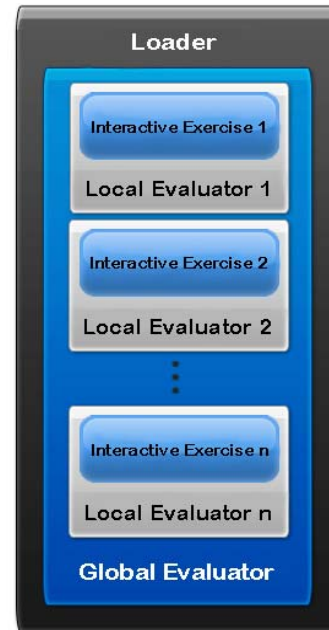 Loader
Interactive Exercise 1
Local Evaluator 1
Interactive Exercise 2
Local Evaluator 2
Interactive Exercise n
Local Evaluator n
Global Evaluator